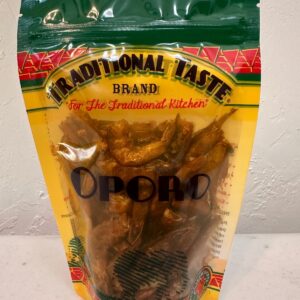 TRADITIONAL TASTE
BRAND
"For The Traditional Kitchen"
OPORO